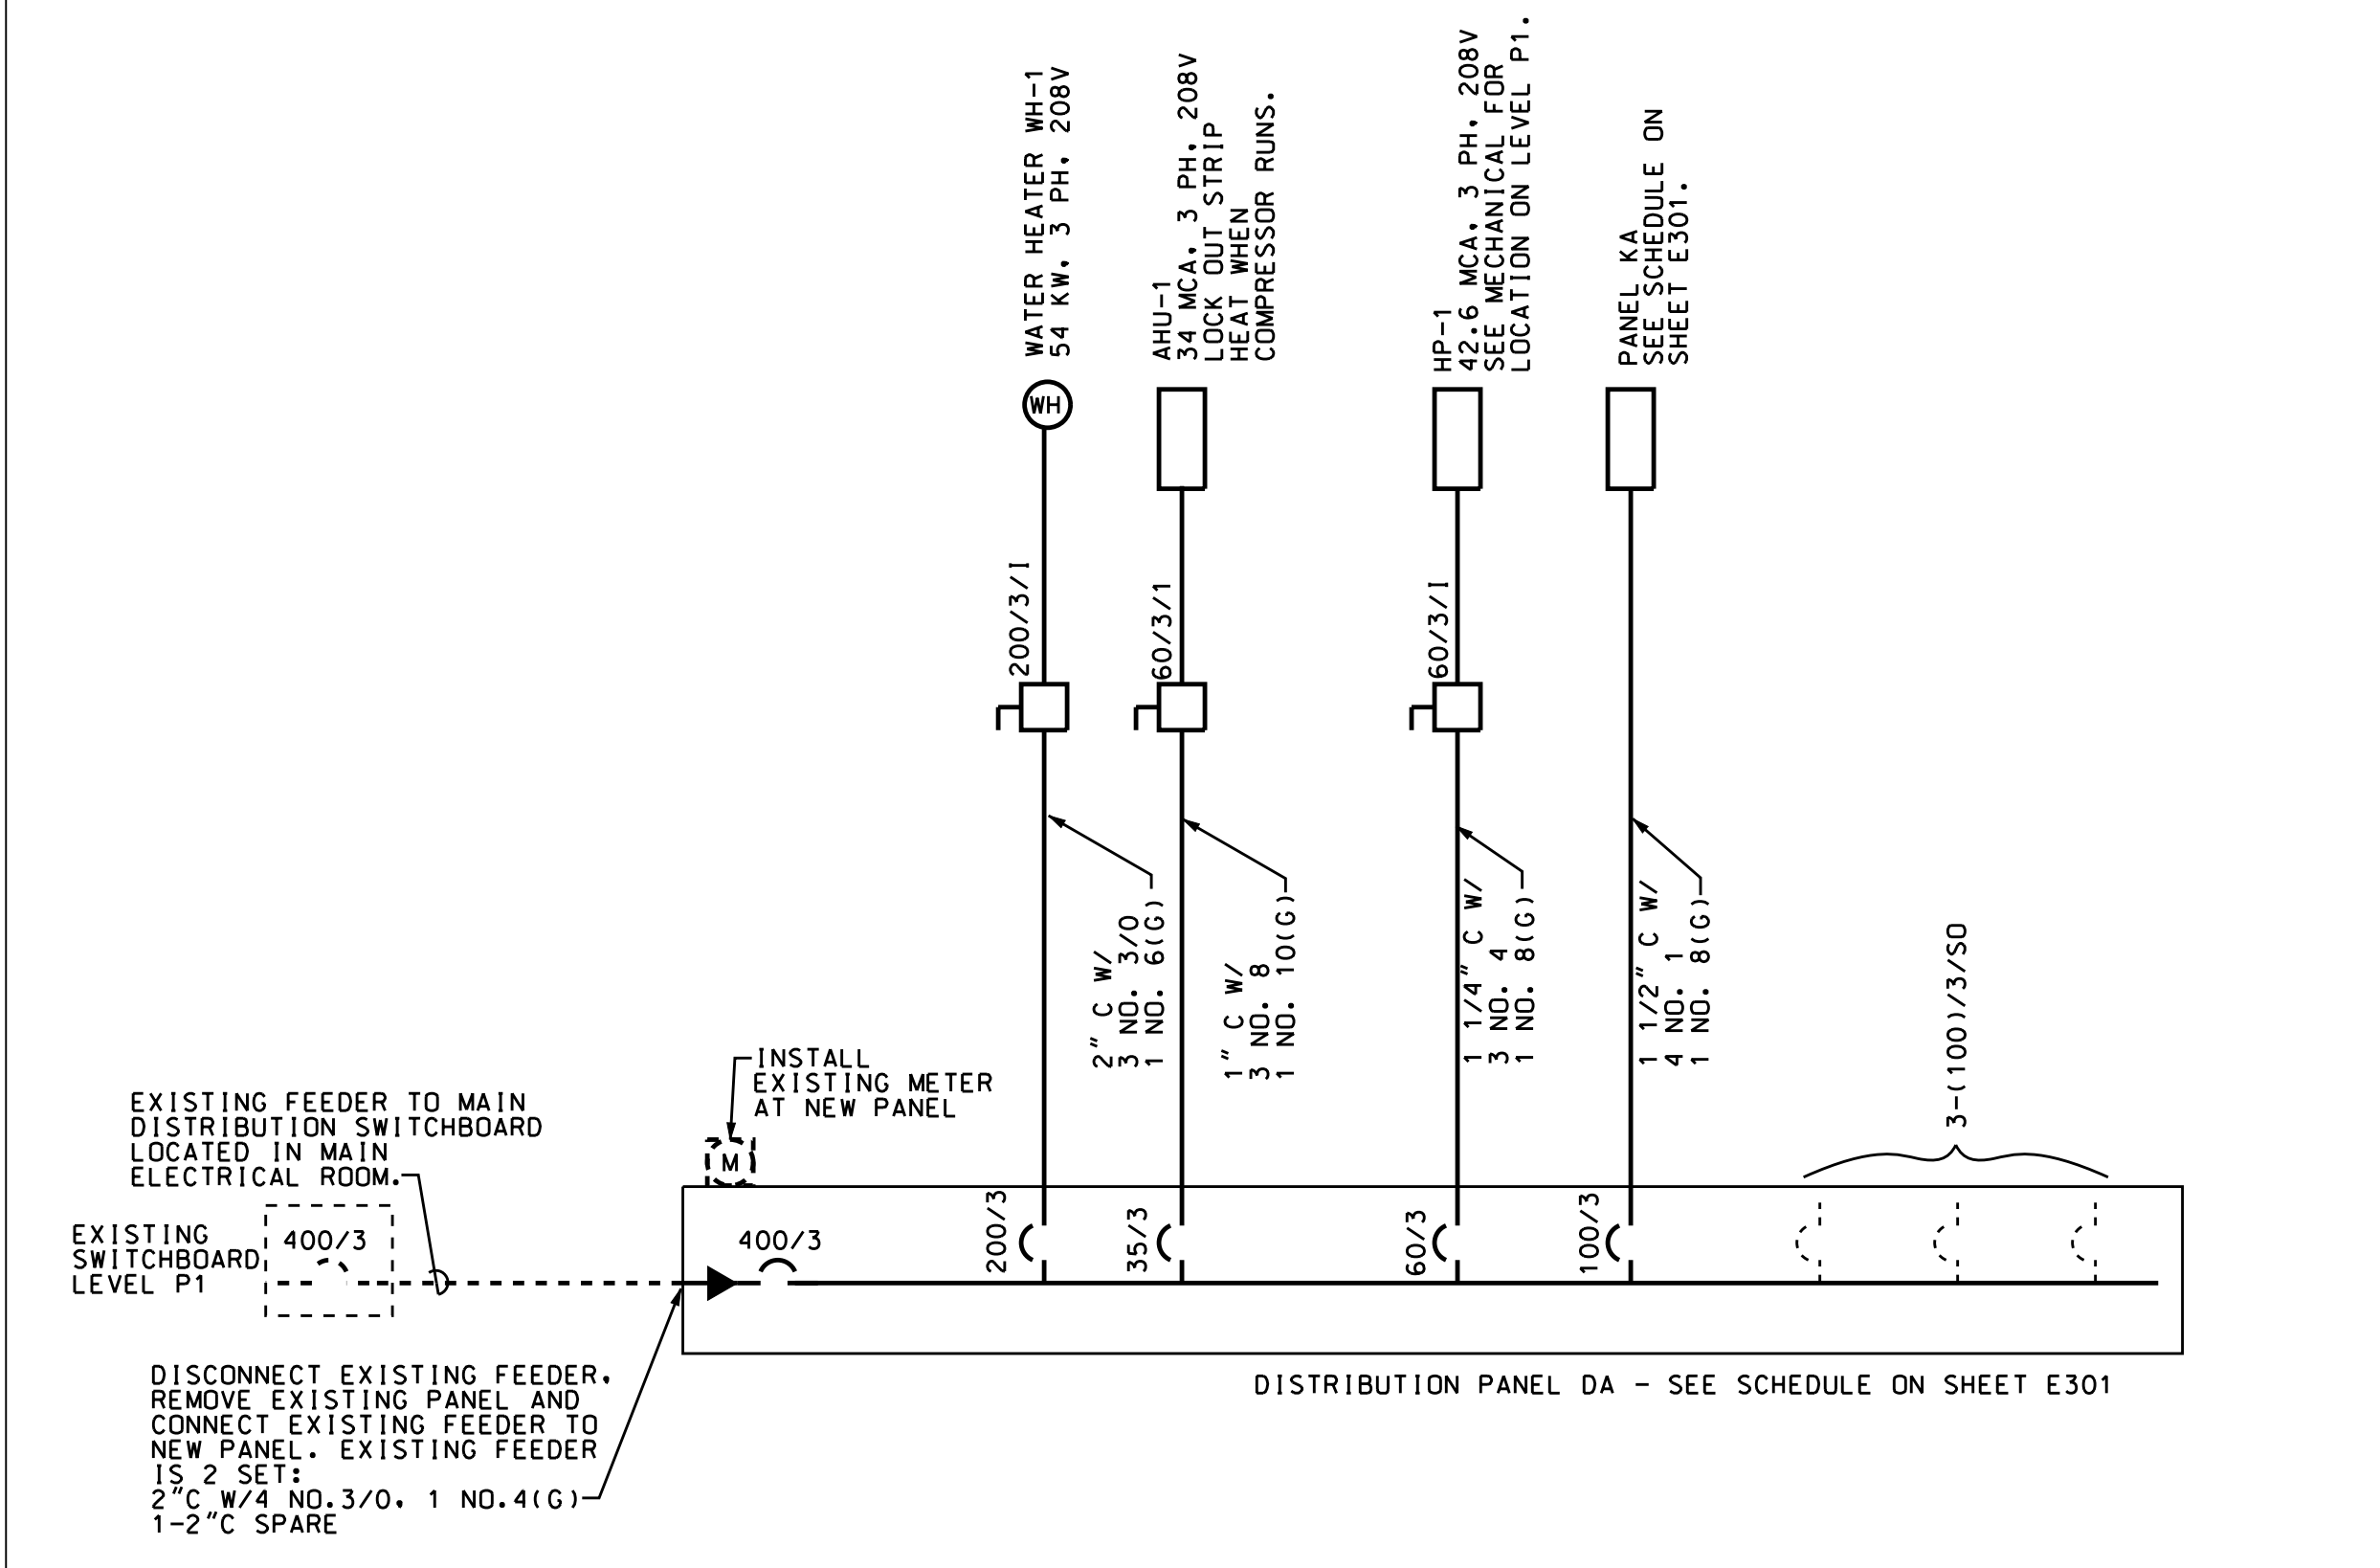 WATER HEATER WH-1
54 KW, 3 PH, 208V
AHU-1
34 MCA, 3 PH, 208V
LOCK OUT STRIP
HEAT WHEN
COMPRESSOR RUNS.
HP-1
42.6 MCA, 3 PH, 208V
SEE MECHANICAL FOR
LOCATION ON LEVEL P1.
PANEL KA
SEE SCHEDULE ON
SHEET E301.
WH
200/3/I
60/3/1
60/3/I
2" C W/
3 NO. 3/0
1 NO. 6(G)
1" C W/
3 NO. 8
1 NO. 10(G)
1 1/4" C W/
3 NO. 4
1 NO. 8(G)
1 1/2" C W/
4 NO. 1
1 NO. 8(G)
3-(100)/3/SO
INSTALL
EXISTING METER
AT NEW PANEL
M
EXISTING FEEDER TO MAIN
DISTRIBUTION SWITCHBOARD
LOCATED IN MAIN
ELECTRICAL ROOM.
EXISTING
SWITCHBOARD
LEVEL P1
400/3
400/3
200/3
35/3
60/3
100/3
DISTRIBUTION PANEL DA - SEE SCHEDULE ON SHEET E301
DISCONNECT EXISTING FEEDER,
REMOVE EXISTING PANEL AND
CONNECT EXISTING FEEDER TO
NEW PANEL. EXISTING FEEDER
IS 2 SET:
2"C W/4 NO.3/0, 1 NO.4(G)
1-2"C SPARE